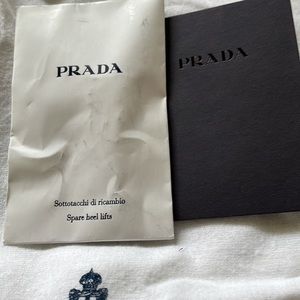 PRADA
Sottotacchi di ricambio
Spare heel lifts
PRADA